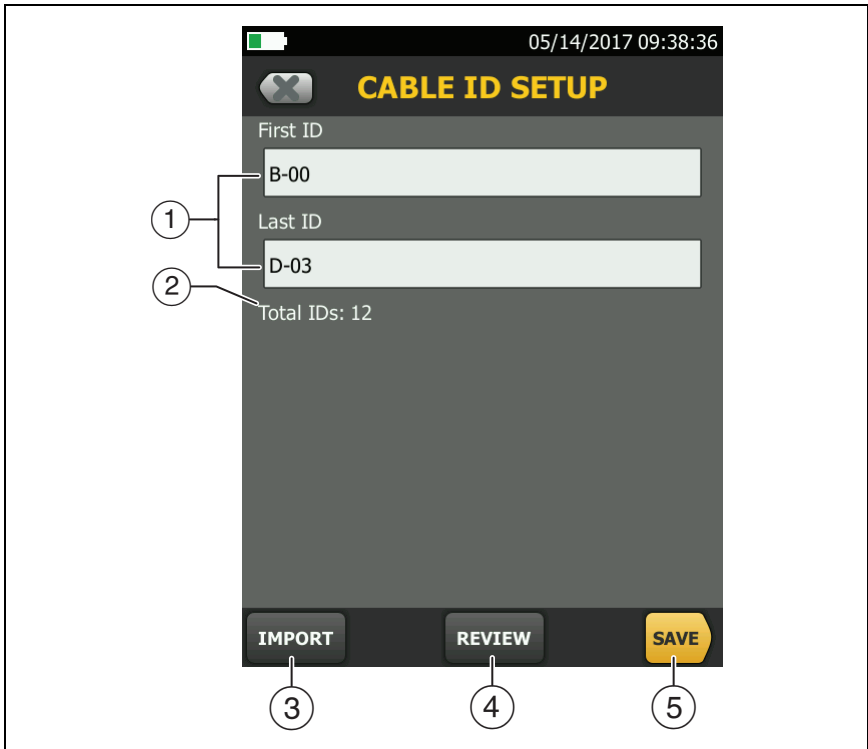 05/14/2017 09:38:36
CABLE ID SETUP
First ID
B-00
1
Last ID
D-03
2
Total IDs: 12
IMPORT
REVIEW
SAVE
3
4
5